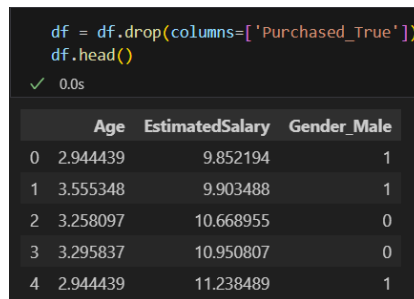 df = df.drop(columns=['Purchased_True'])
df.head()
✓ 0.0s
Age EstimatedSalary Gender_Male
0 2.944439 9.852194 1
1 3.555348 9.903488 1
2 3.258097 10.668955 0
3 3.295837 10.950807 0
4 2.944439 11.238489 1